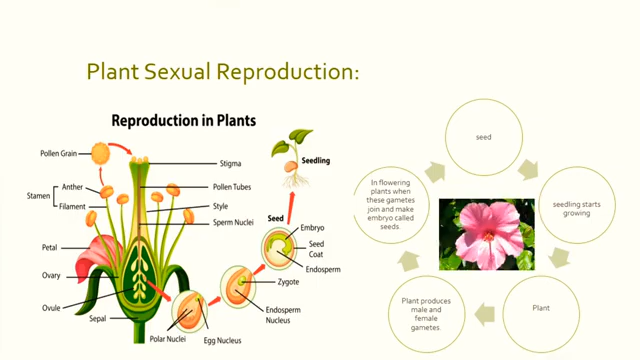 Plant Sexual Reproduction:
Reproduction in Plants
Pollen Grain
Stigma
Anther
Stamen
Filament
Pollen Tubes
Style
Sperm Nuclei
Petal
Ovary
Ovule
Sepal
Polar Nuclei
Egg Nucleus
Endosperm
Nucleus
Zygote
Seed
Embryo
Seed
Coat
Endosperm
Seedling
seed
seedling starts
growing
Plant
Plant produces
male and
female
gametes.
In flowering
plants when
these gametes
join and make
embryo called
seeds.